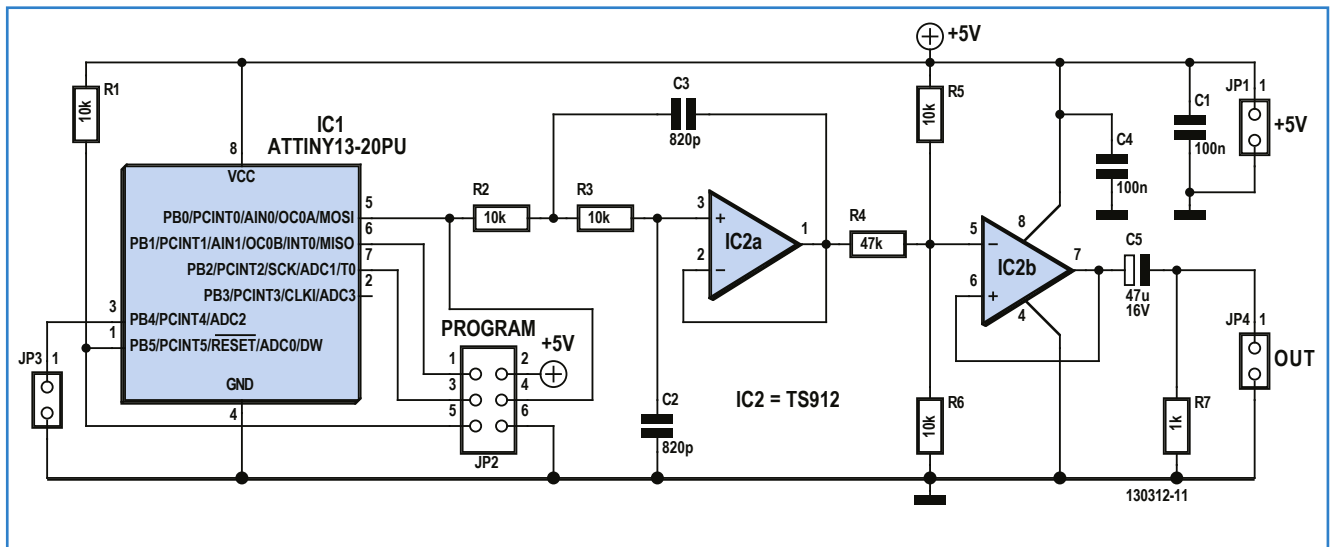 +5V
R1
10k
IC1
ATTINY13-20PU
8
VCC
PB0/PCINT0/AIN0/OC0A/MOSI
5
PB1/PCINT1/AIN1/OC0B/INT0/MISO
6
PB2/PCINT2/SCK/ADC1/T0
7
PB3/PCINT3/CLKI/ADC3
2
3
PB4/PCINT4/ADC2
1
PB5/PCINT5/RESET/ADC0/DW
GND
4
JP3
1
PROGRAM
+5V
1
2
3
4
5
6
JP2
R2
10k
R3
10k
C3
820p
C2
820p
3
+
2
−
IC2a
1
IC2 = TS912
R4
47k
R5
10k
R6
10k
5
−
6
+
IC2b
8
4
7
C4
100n
C1
100n
JP1
1
+5V
C5
47u
16V
R7
1k
JP4
1
OUT
130312-11